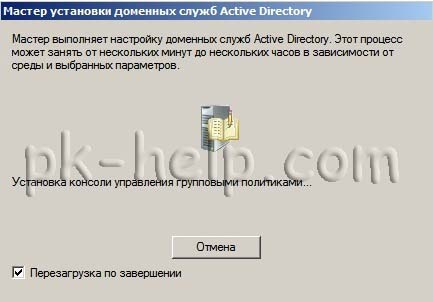 Мастер установки доменных служб Active Directory
Мастер выполняет настройку доменных служб Active Directory. Этот процесс
может занять от нескольких минут до нескольких часов в зависимости от
среды и выбранных параметров.
pk-help.com
Установка консоли управления групповыми политиками...
Отмена
Перезагрузка по завершении